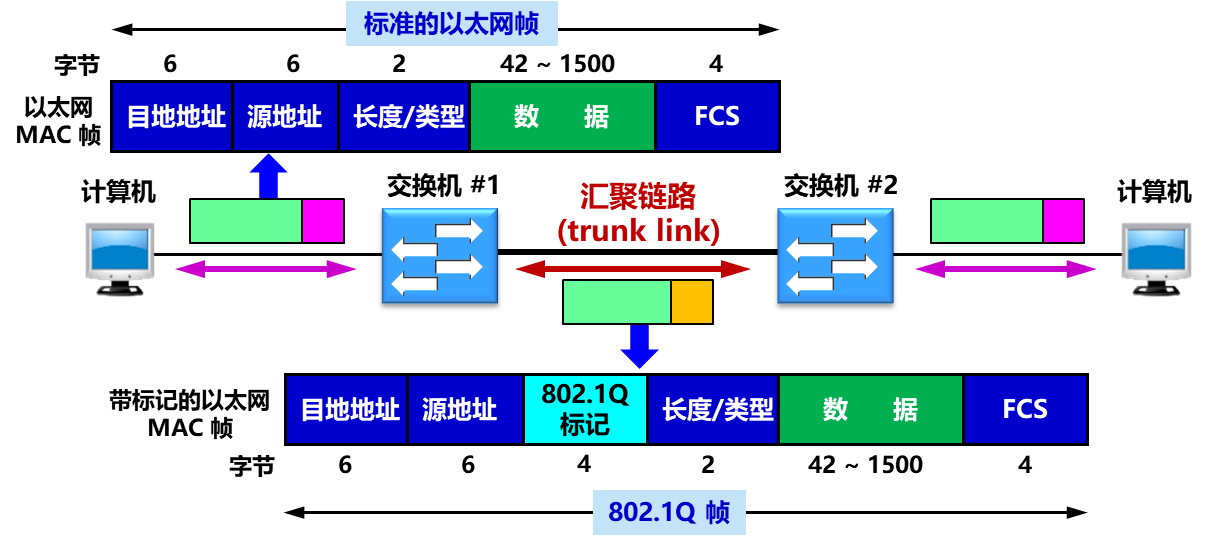 标准的以太网帧
字节 6 6 2 42 ~ 1500 4
以太网
MAC 帧
目地地址 源地址 长度/类型 数 据 FCS
计算机 交换机 #1 交换机 #2 计算机
汇聚链路
(trunk link)
带标记的以太网
MAC 帧
目地地址 源地址 802.1Q
标记
长度/类型 数 据 FCS
字节 6 6 4 2 42 ~ 1500 4
802.1Q 帧